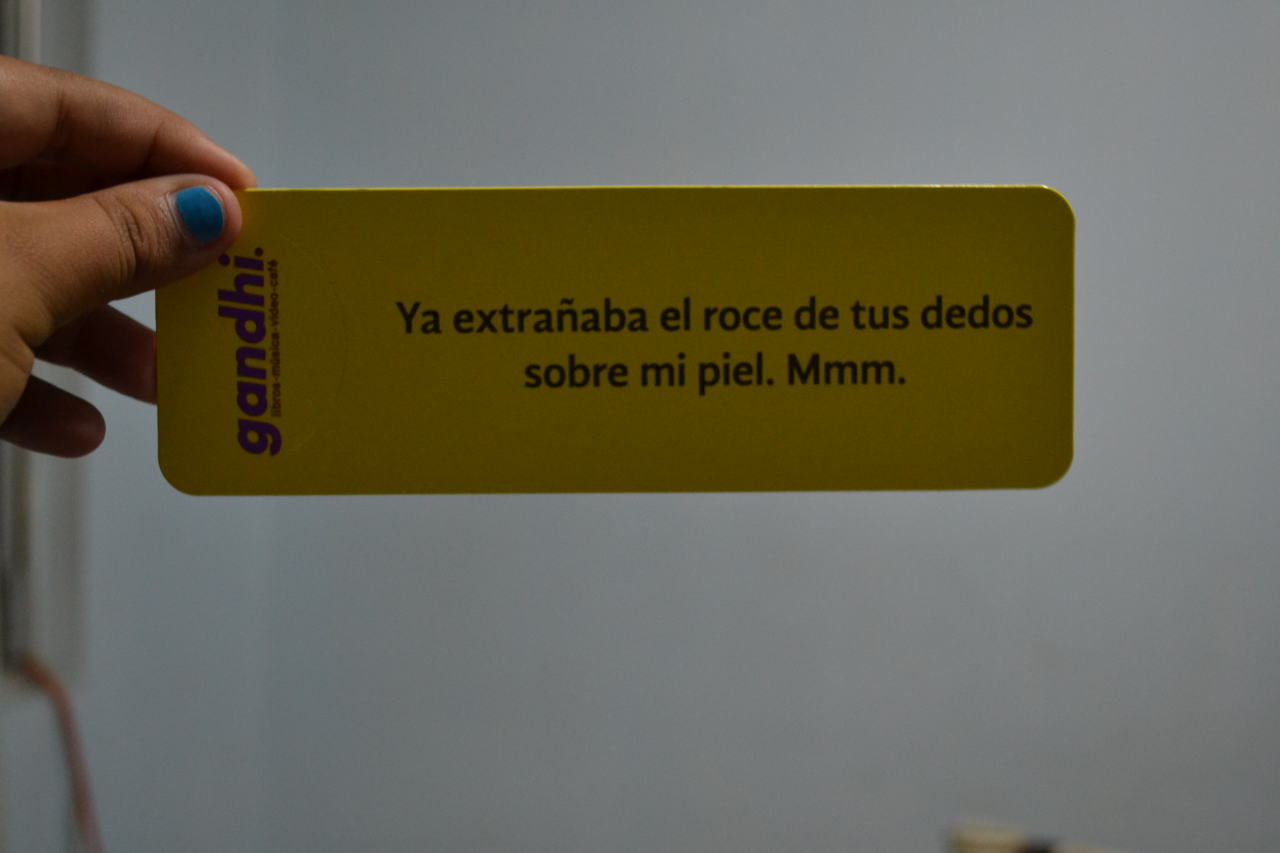 gandhi.
libros-música-video-café
Ya extrañaba el roce de tus dedos
sobre mi piel. Mmm.